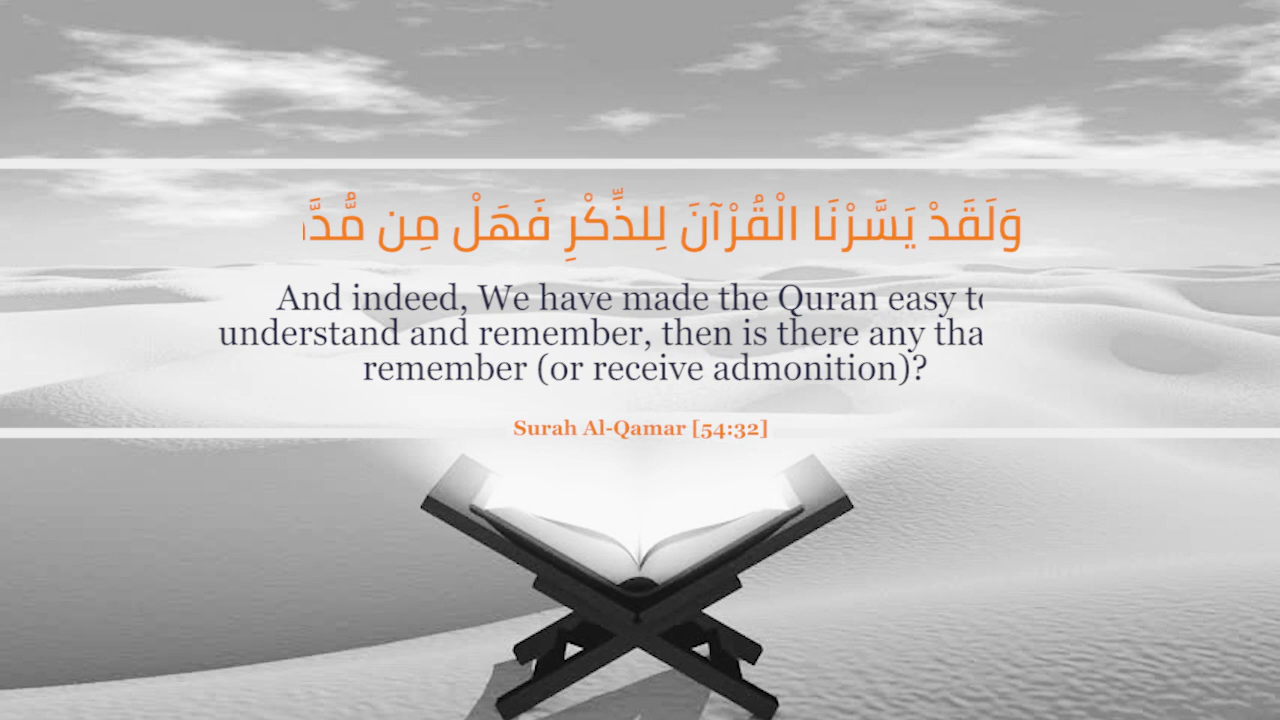 وَلَقَدْ يَسَّرْنَا الْقُرْآنَ لِلذِّكْرِ فَهَلْ مِن
And indeed, We have made the Quran easy
understand and remember, then is there any
remember (or receive admonition)?
Surah Al-Qamar [54:32]